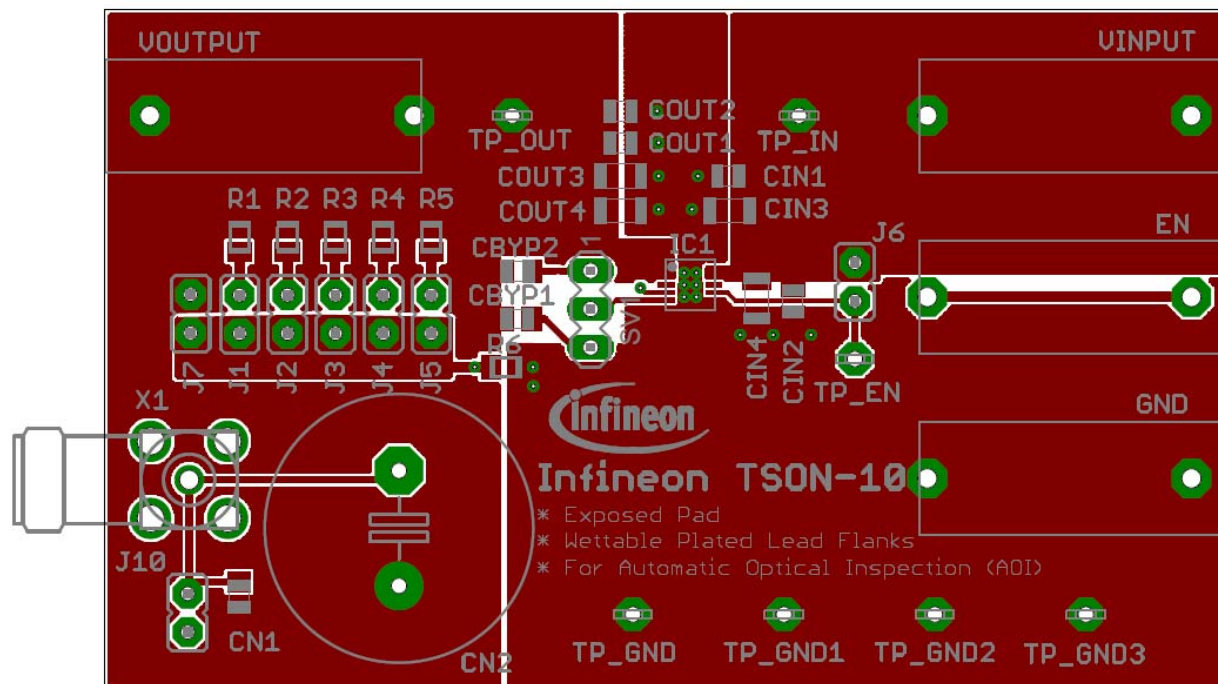 VOUTPUT
VINPUT
TP_OUT
COUT2
COUT1
TP_IN
COUT3
CIN1
COUT4
CIN3
R1 R2 R3 R4 R5
CBYP2
IC1
J6
EN
CBYP1
R6
J7 J1 J2 J3 J4 J5
CIN4
CIN2
TP_EN
X1
GND
infineon
Infineon TSON-10
* Exposed Pad
* Wettable Plated Lead Flanks
* For Automatic Optical Inspection (AOI)
J10
CN1
CN2
TP_GND
TP_GND1
TP_GND2
TP_GND3